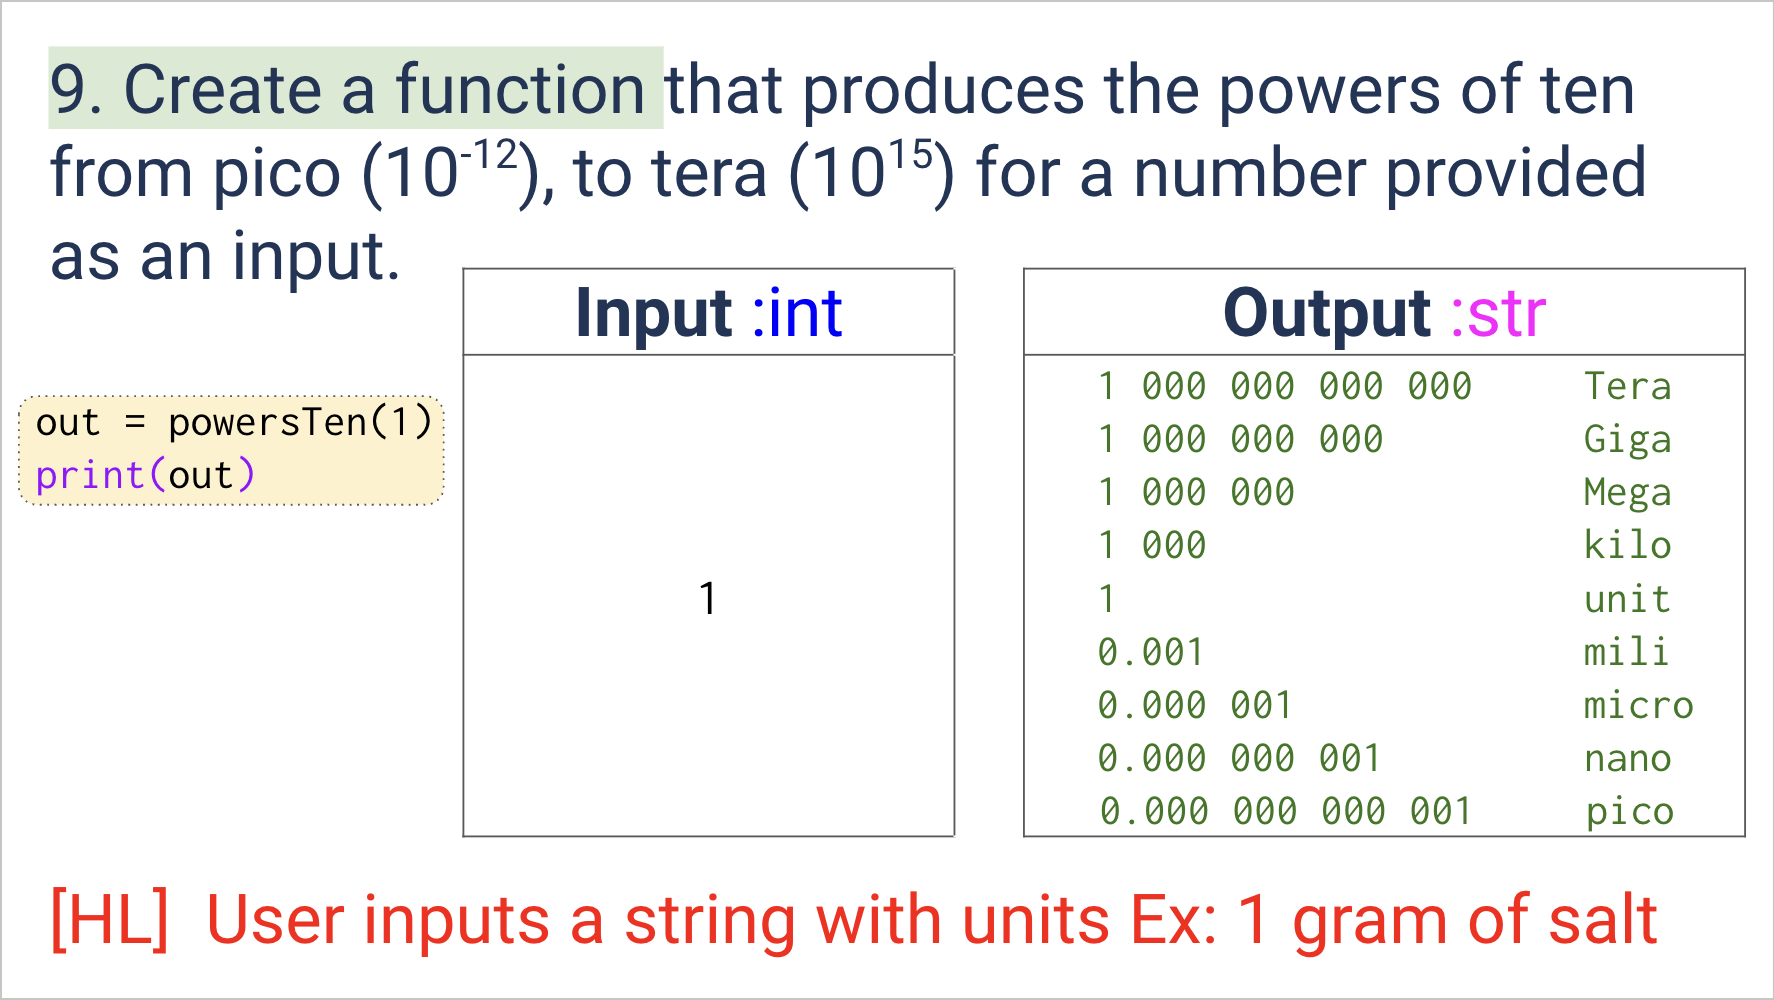 9. Create a function that produces the powers of ten
from pico (10⁻¹²), to tera (10¹⁵) for a number provided
as an input.
out = powersTen(1)
print(out)
Input :int
1
Output :str
1 000 000 000 000 Tera
1 000 000 000 Giga
1 000 000 Mega
1 000 kilo
1 unit
0.001 mili
0.000 001 micro
0.000 000 001 nano
0.000 000 000 001 pico
[HL] User inputs a string with units Ex: 1 gram of salt